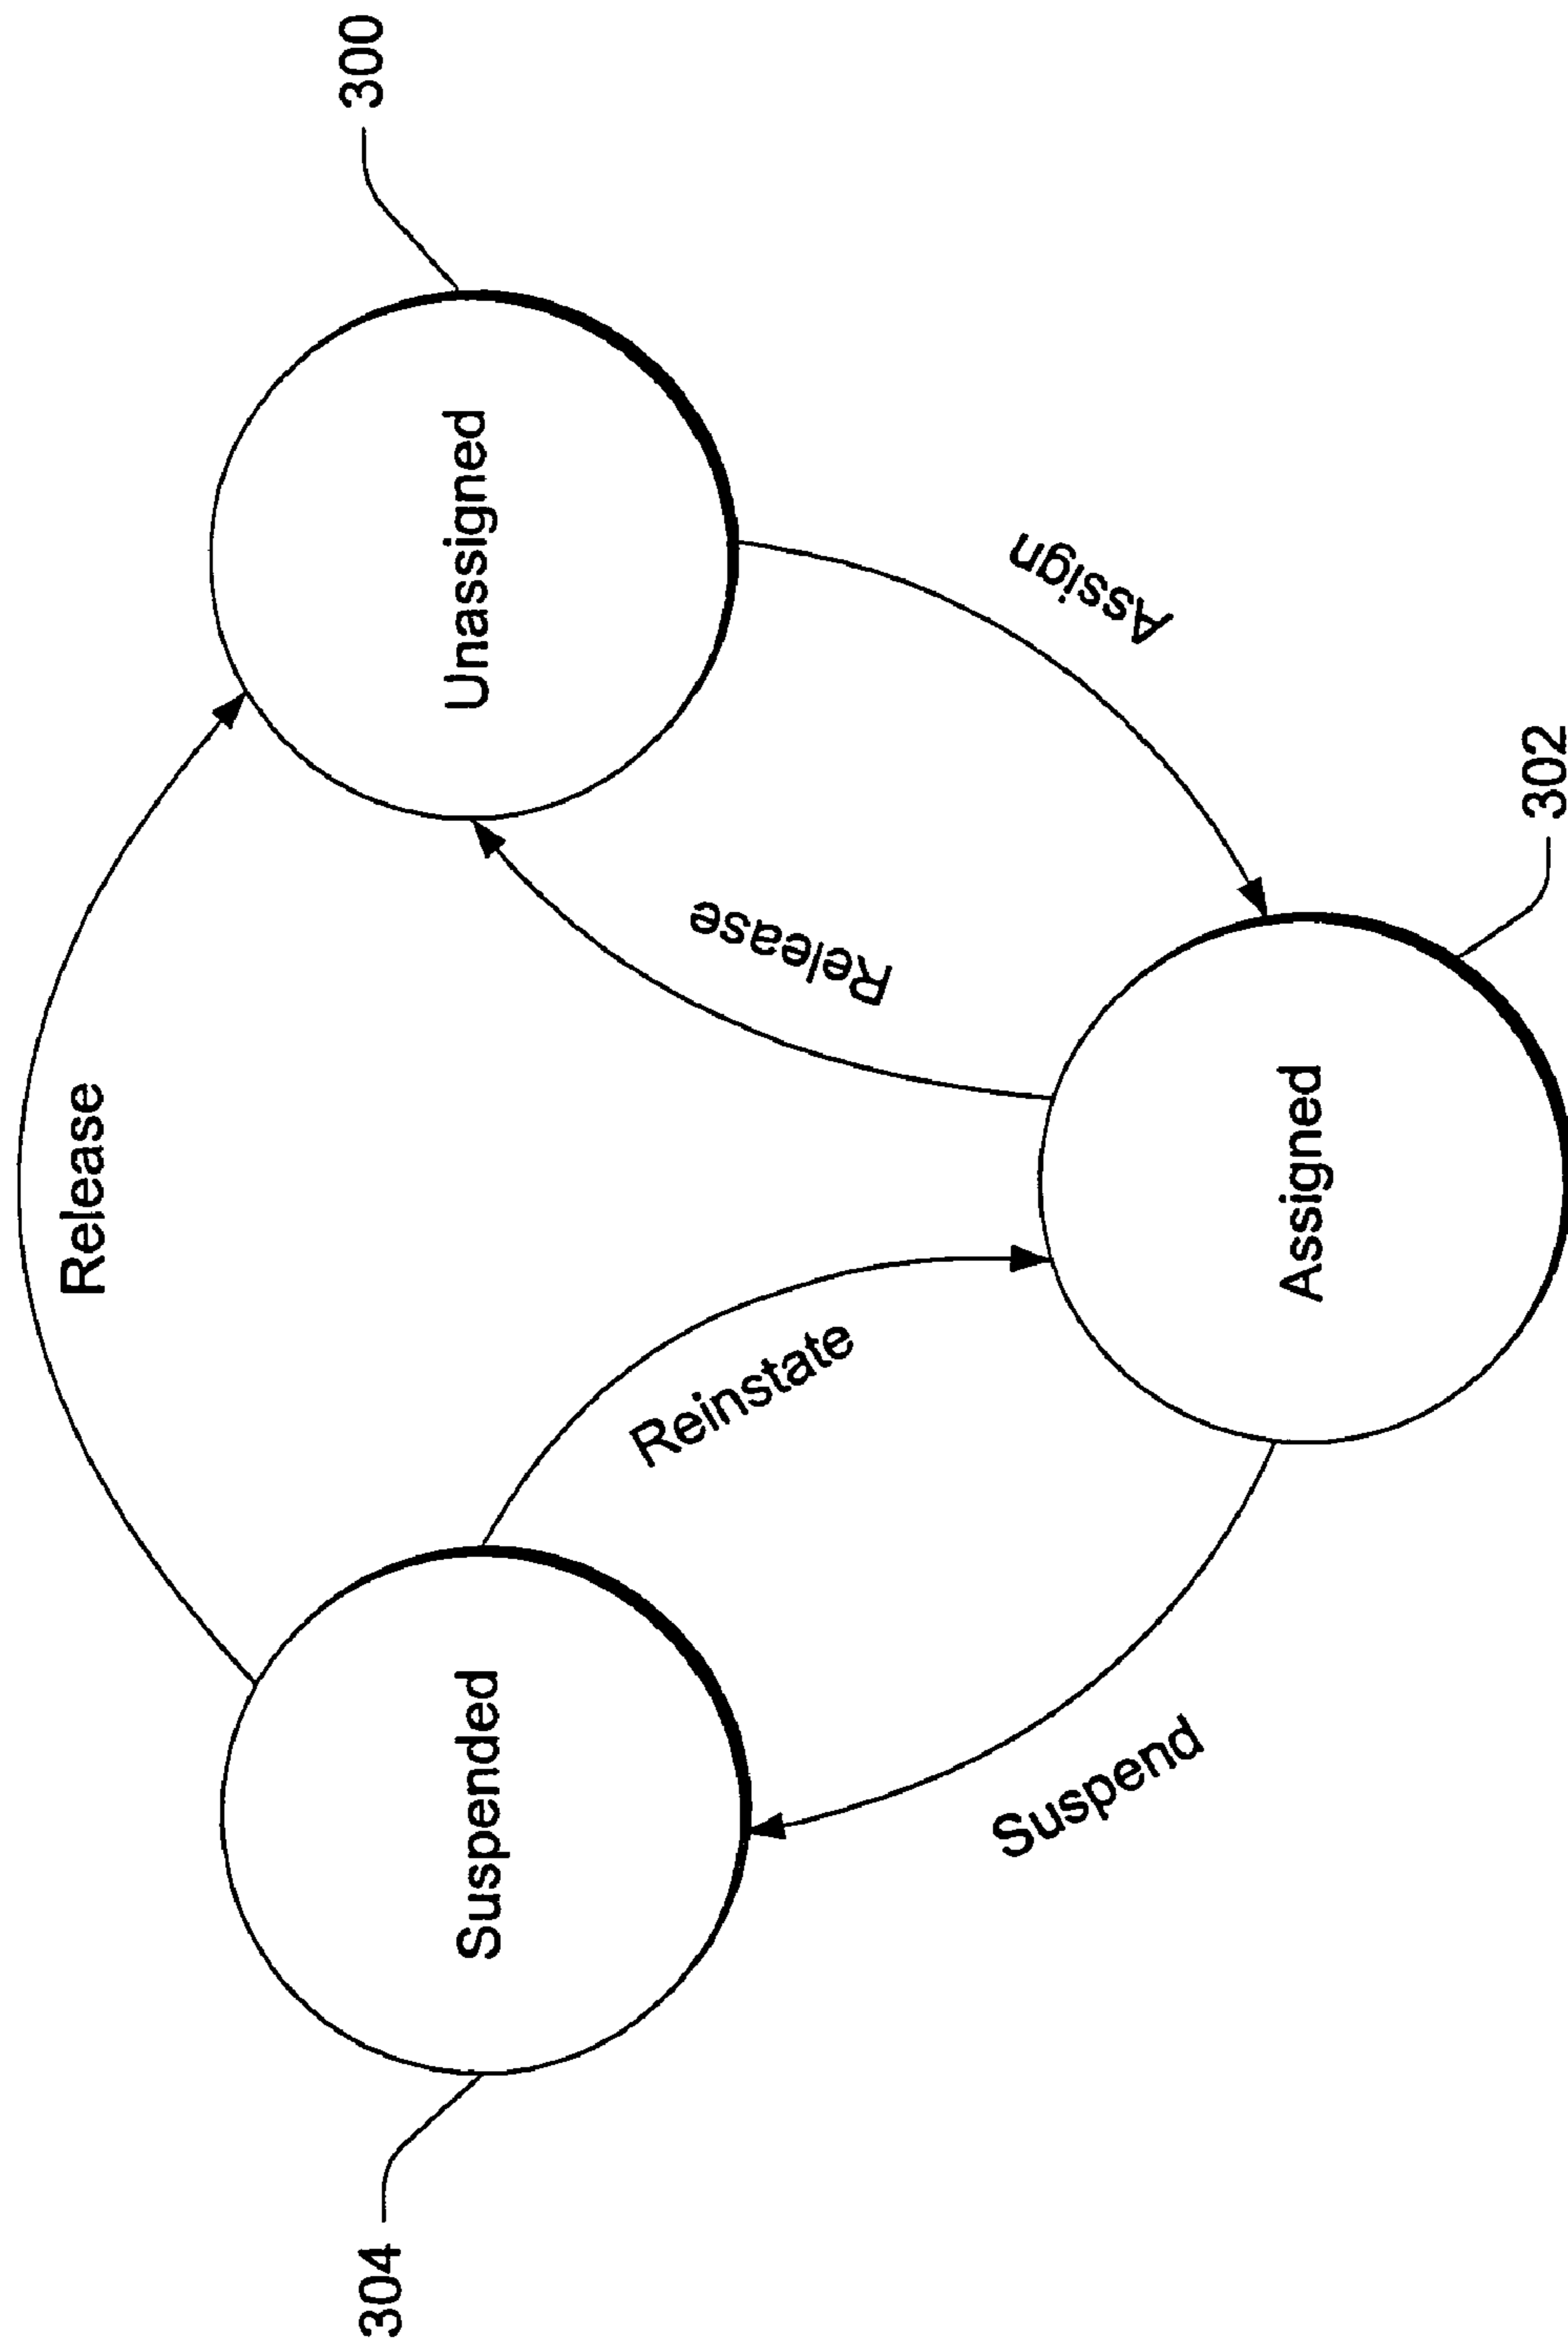 Release
304
Suspended
Unassigned
300
Reinstate
Release
Suspend
Assign
Assigned
302